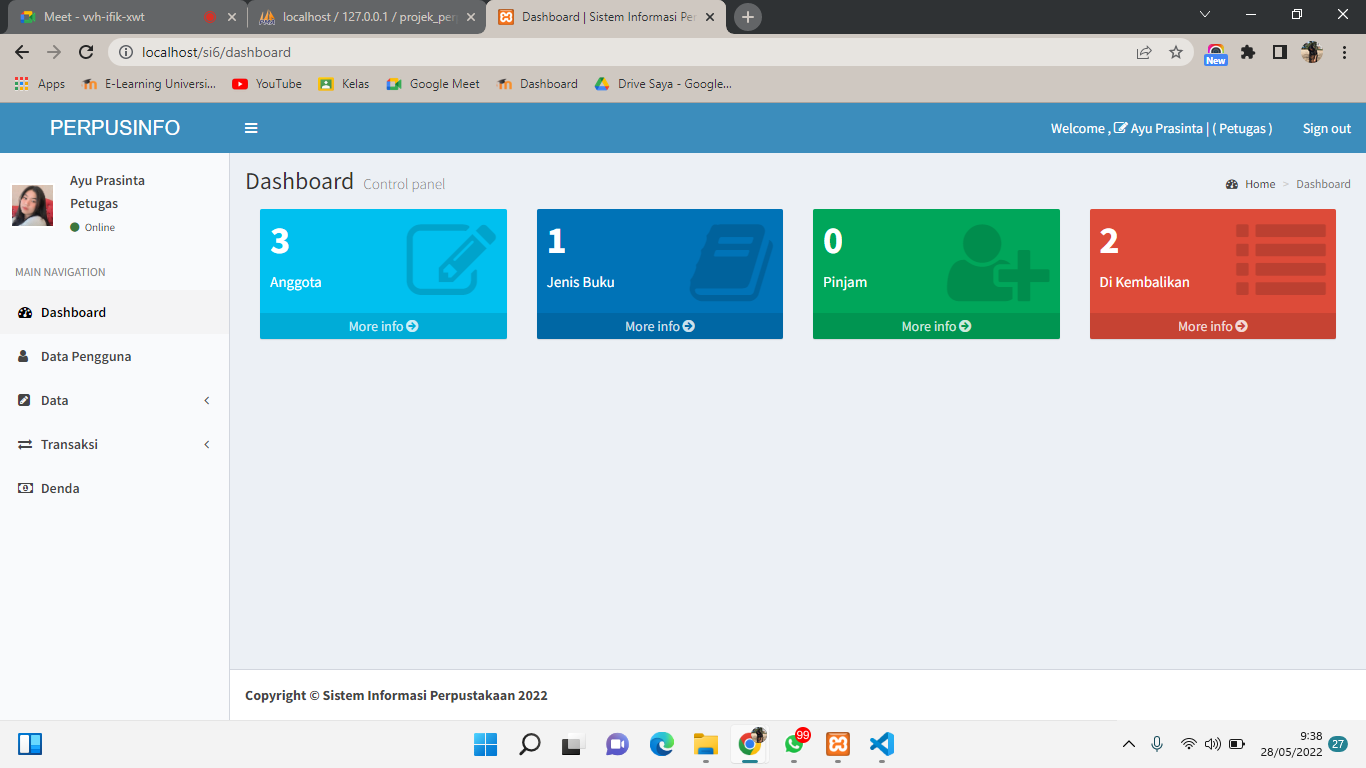 Meet - vvh-ifik-xwt
localhost / 127.0.0.1 / projek_per
Dashboard | Sistem Informasi Per
localhost/si6/dashboard
New
Apps
E-Learning Universi...
YouTube
Kelas
Google Meet
Dashboard
Drive Saya - Google...
PERPUSINFO
Welcome , Ayu Prasinta | ( Petugas )
Sign out
Ayu Prasinta
Petugas
Online
MAIN NAVIGATION
Dashboard
Data Pengguna
Data
Transaksi
Denda
Dashboard Control panel
Home > Dashboard
3
Anggota
More info
1
Jenis Buku
More info
0
Pinjam
More info
2
Di Kembalikan
More info
Copyright © Sistem Informasi Perpustakaan 2022
99
9:38
28/05/2022
27